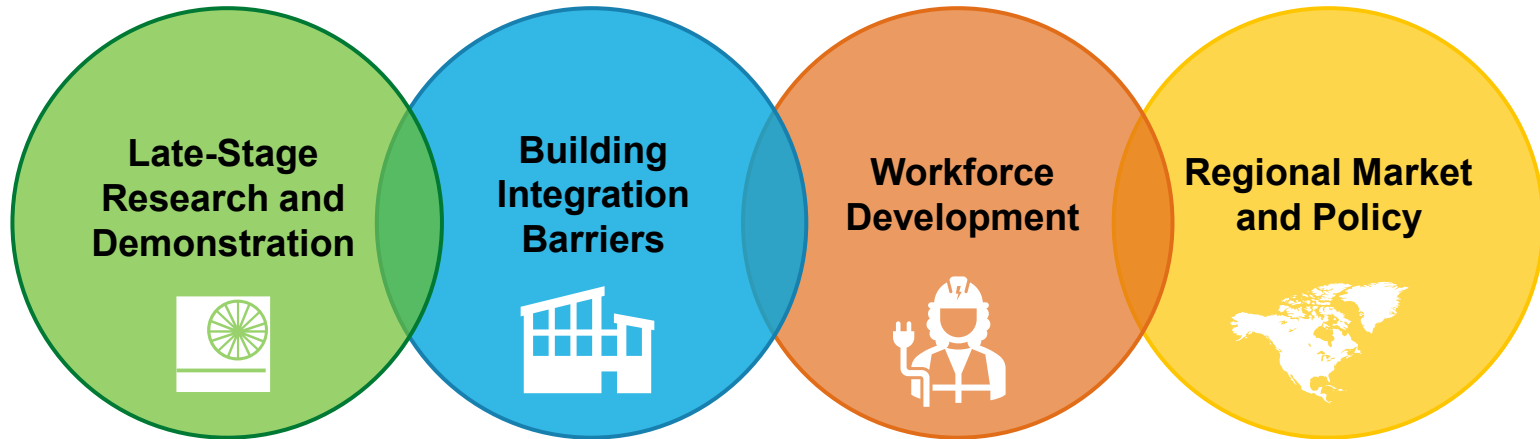 Late-Stage
Research and
Demonstration
Building
Integration
Barriers
Workforce
Development
Regional Market
and Policy